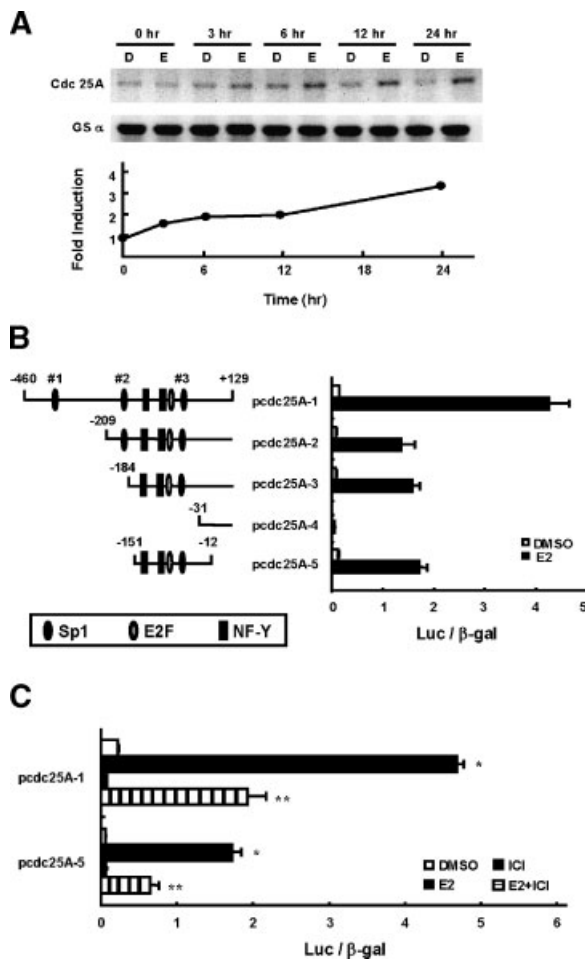 A
0 hr 3 hr 6 hr 12 hr 24 hr
D E D E D E D E D E
Cdc 25A
GS α
Fold Induction
4
3
2
1
0 6 12 18 24
Time (hr)
B
-460 #1 #2 #3 +129
pcdc25A-1
-209
pcdc25A-2
-184
pcdc25A-3
-31
pcdc25A-4
-151 -12
pcdc25A-5
DMSO
E2
0 1 2 3 4 5
Luc / β-gal
Sp1 E2F NF-Y
C
pcdc25A-1
*
**
pcdc25A-5
*
**
DMSO ICI
E2 E2+ICI
0 1 2 3 4 5 6
Luc / β-gal